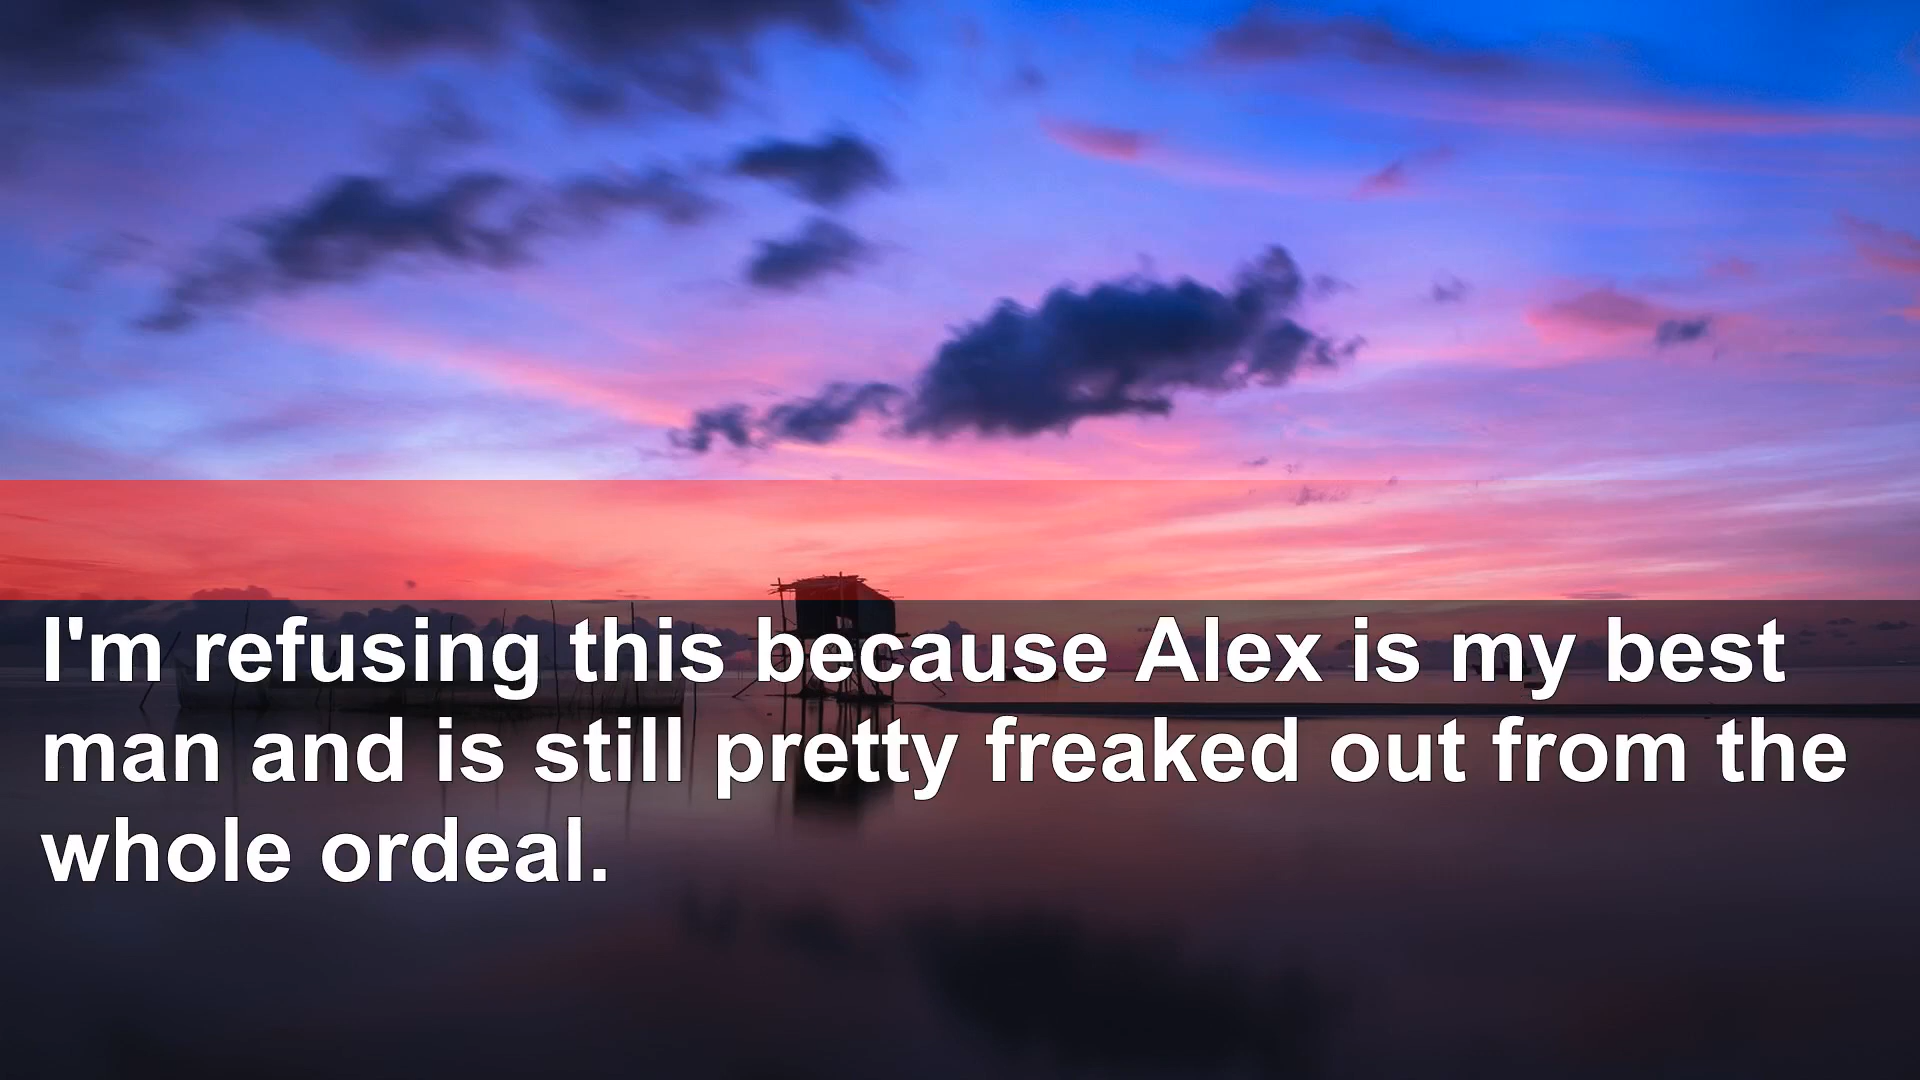 I'm refusing this because Alex is my best
man and is still pretty freaked out from the
whole ordeal.